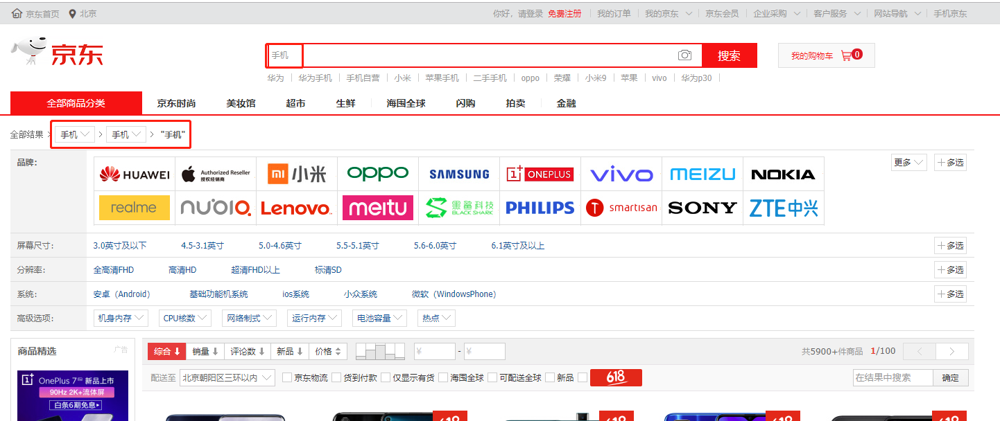 京东首页 北京 你好，请登录 免费注册 我的订单 我的京东 京东会员 企业采购 客户服务 网站导航 手机京东
京东 手机 搜索 我的购物车 0
华为 华为手机 手机自营 小米 苹果手机 二手手机 oppo 荣耀 小米9 苹果 vivo 华为p30
全部商品分类 京东时尚 美妆馆 超市 生鲜 海囤全球 闪购 拍卖 金融
全部结果 > 手机 > 手机 > "手机"
品牌: HUAWEI Authorized Reseller 授权经销商 小米 oppo SAMSUNG 1+ ONEPLUS vivo MEIZU NOKIA 更多 +多选
realme nubia Lenovo meitu 黑鲨科技 BLACK SHARK PHILIPS smartisan SONY ZTE中兴
屏幕尺寸: 3.0英寸及以下 4.5-3.1英寸 5.0-4.6英寸 5.5-5.1英寸 5.6-6.0英寸 6.1英寸及以上 +多选
分辨率: 全高清FHD 高清HD 超清FHD以上 标清SD +多选
系统: 安卓（Android） 基础功能机系统 ios系统 小众系统 微软（WindowsPhone） +多选
高级选项: 机身内存 CPU核数 网络制式 运行内存 电池容量 热点
商品精选 广告 综合 销量 评论数 新品 价格 ¥ - ¥ 共5900+件商品 1/100 < >
配送至 北京朝阳区三环以内 京东物流 货到付款 仅显示有货 海囤全球 可配送全球 新品 618 在结果中搜索 确定
1+ OnePlus 7 Pro 新品上市
90Hz 2K+流体屏
白条6期免息
618 618 618 618